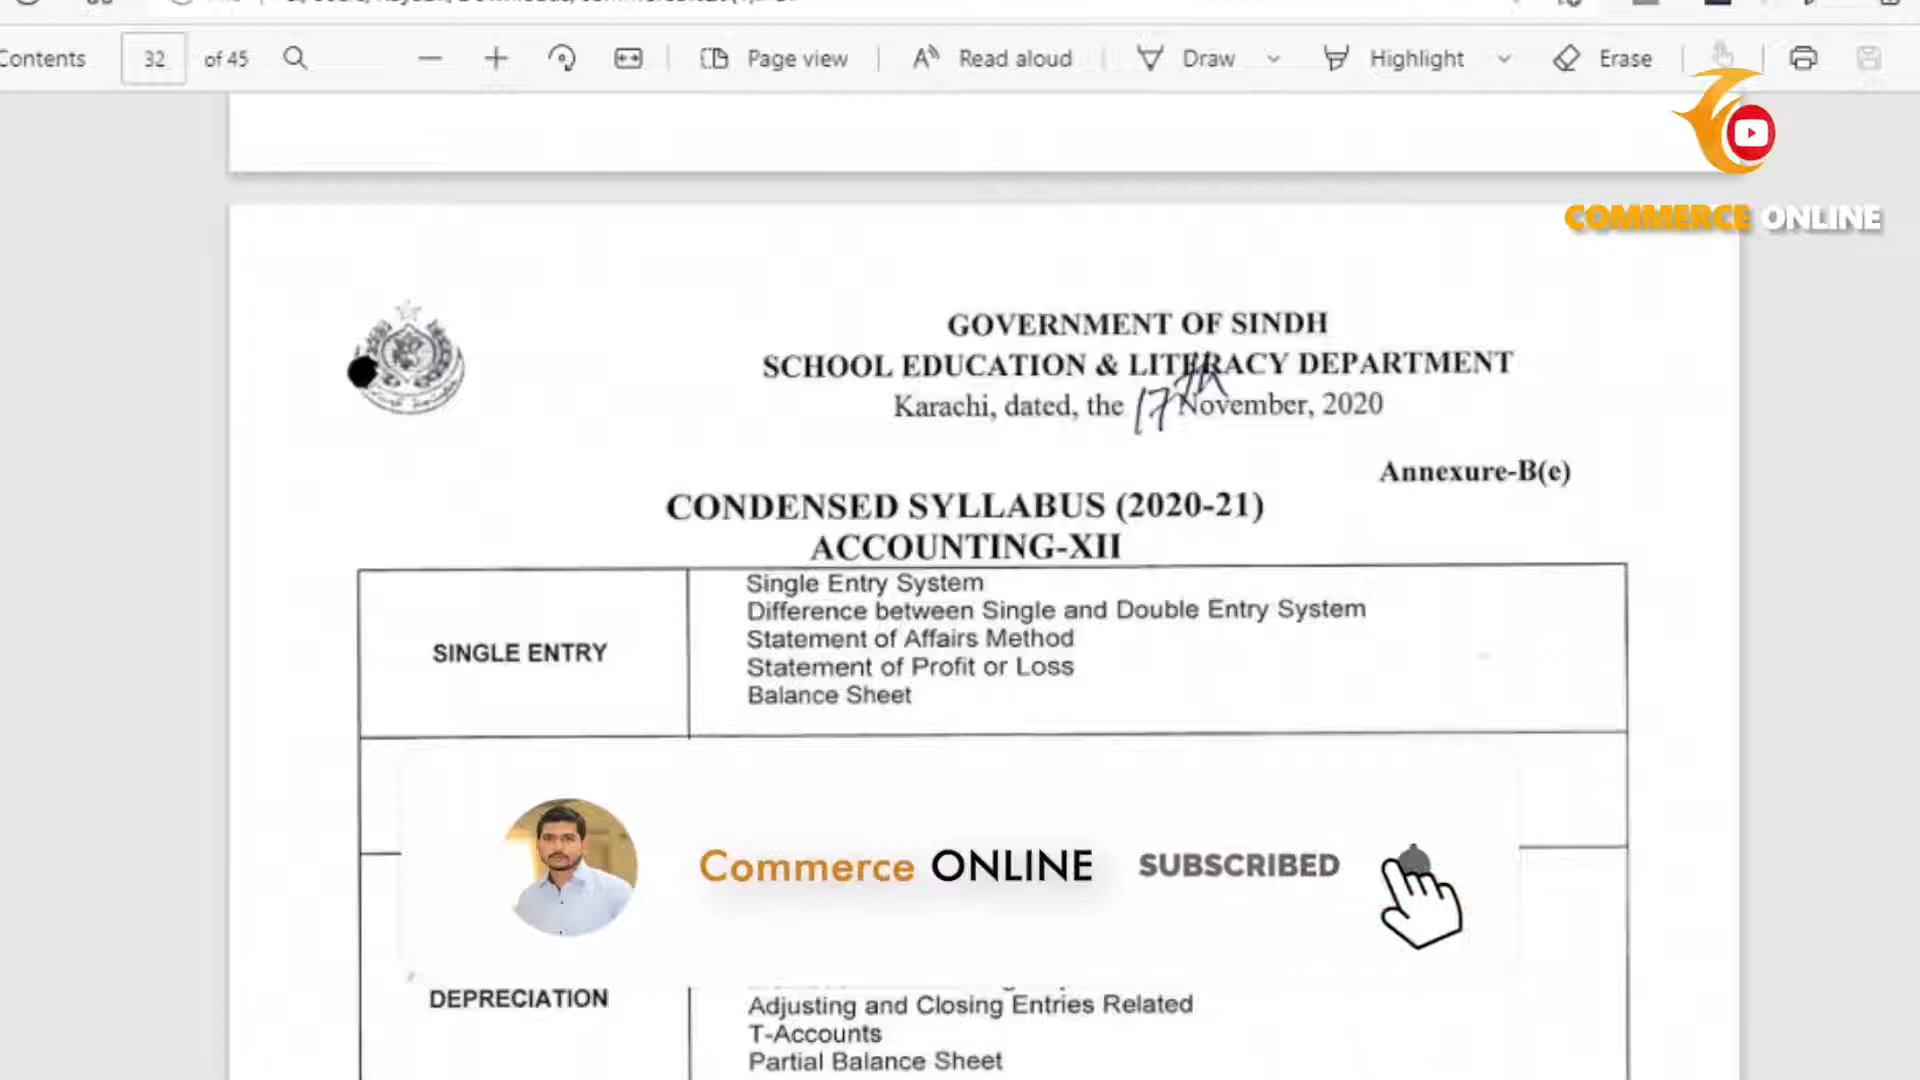 Contents 32 of 45 Page view Read aloud Draw Highlight Erase
COMMERCE ONLINE
GOVERNMENT OF SINDH
SCHOOL EDUCATION & LITERACY DEPARTMENT
Karachi, dated, the 17th November, 2020
Annexure-B(e)
CONDENSED SYLLABUS (2020-21)
ACCOUNTING-XII
SINGLE ENTRY
Single Entry System
Difference between Single and Double Entry System
Statement of Affairs Method
Statement of Profit or Loss
Balance Sheet
Commerce ONLINE SUBSCRIBED
DEPRECIATION
Adjusting and Closing Entries Related
T-Accounts
Partial Balance Sheet